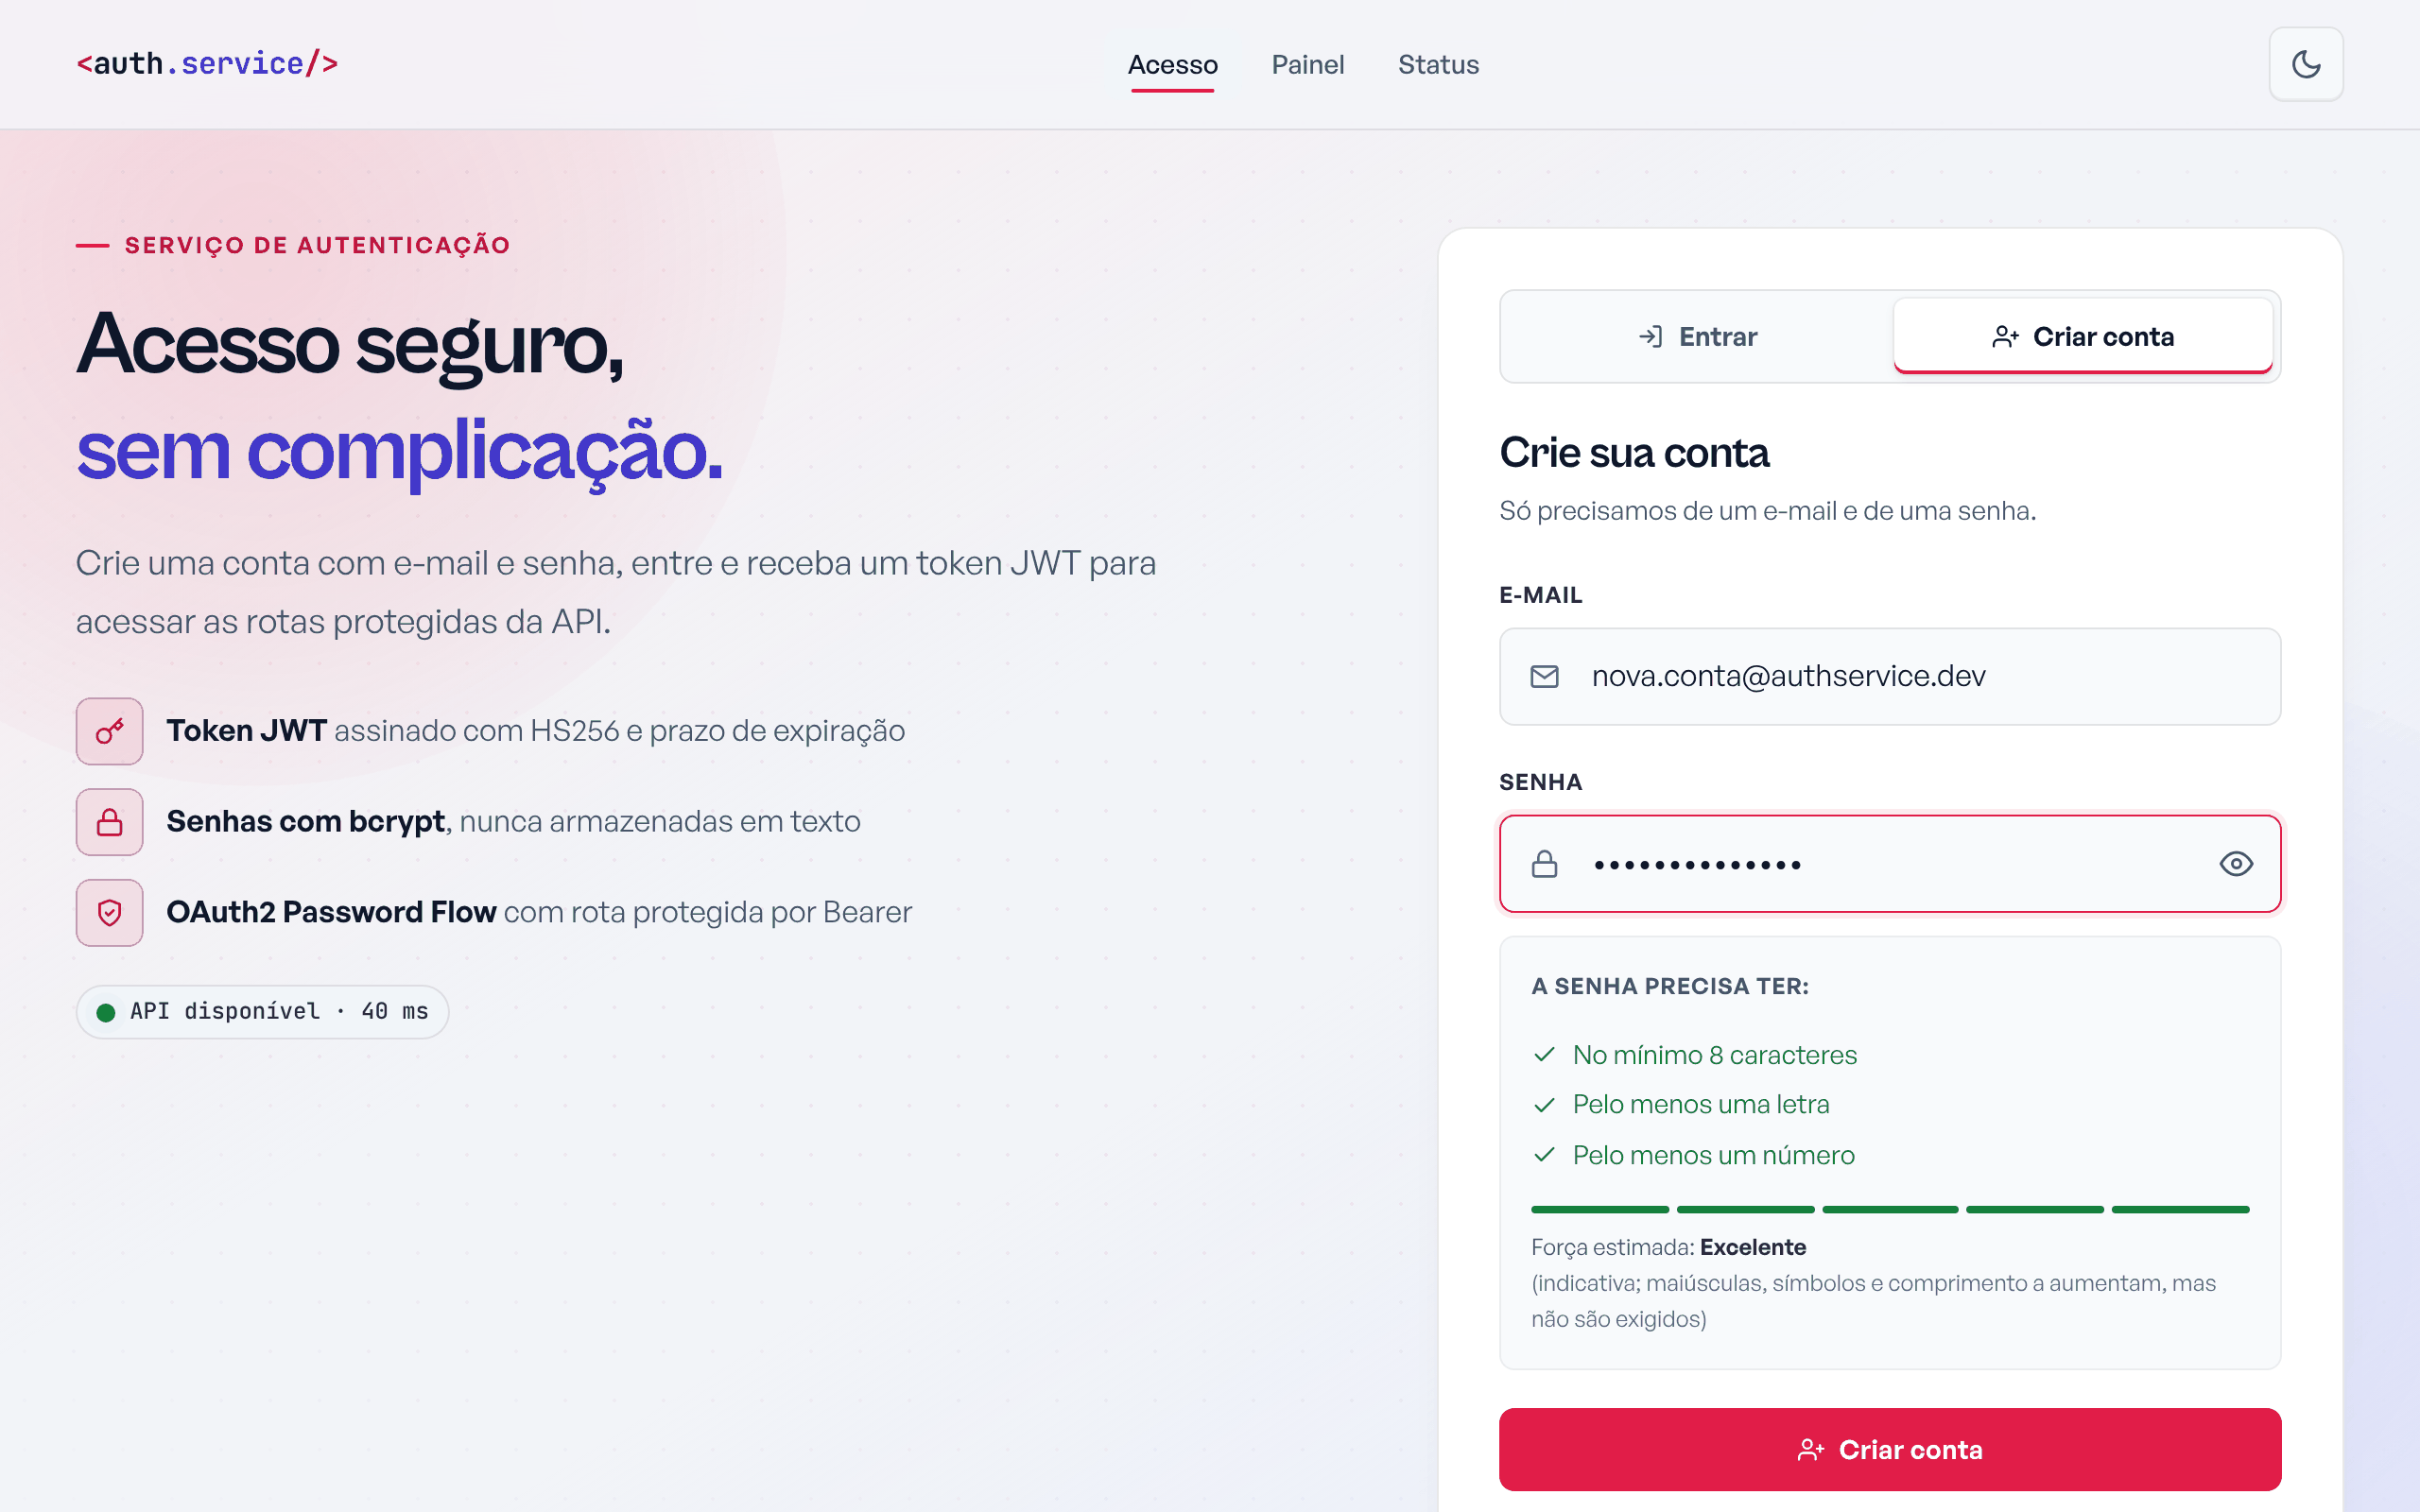 <auth.service/>
Acesso
Painel
Status
SERVIÇO DE AUTENTICAÇÃO
Acesso seguro,
sem complicação.
Crie uma conta com e-mail e senha, entre e receba um token JWT para
acessar as rotas protegidas da API.
Token JWT assinado com HS256 e prazo de expiração
Senhas com bcrypt, nunca armazenadas em texto
OAuth2 Password Flow com rota protegida por Bearer
API disponível · 40 ms
Entrar
Criar conta
Crie sua conta
Só precisamos de um e-mail e de uma senha.
E-MAIL
nova.conta@authservice.dev
SENHA
••••••••••••••
A SENHA PRECISA TER:
No mínimo 8 caracteres
Pelo menos uma letra
Pelo menos um número
Força estimada: Excelente
(indicativa; maiúsculas, símbolos e comprimento a aumentam, mas
não são exigidos)
Criar conta